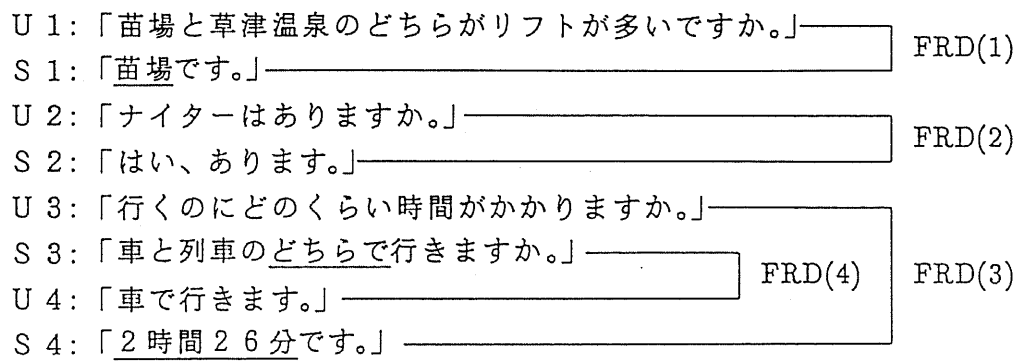 U 1:「苗場と草津温泉のどちらがリフトが多いですか。」
FRD(1)
S 1:「苗場です。」
U 2:「ナイターはありますか。」
FRD(2)
S 2:「はい、あります。」
U 3:「行くのにどのくらい時間がかかりますか。」
S 3:「車と列車のどちらで行きますか。」
FRD(4) FRD(3)
U 4:「車で行きます。」
S 4:「2時間26分です。」